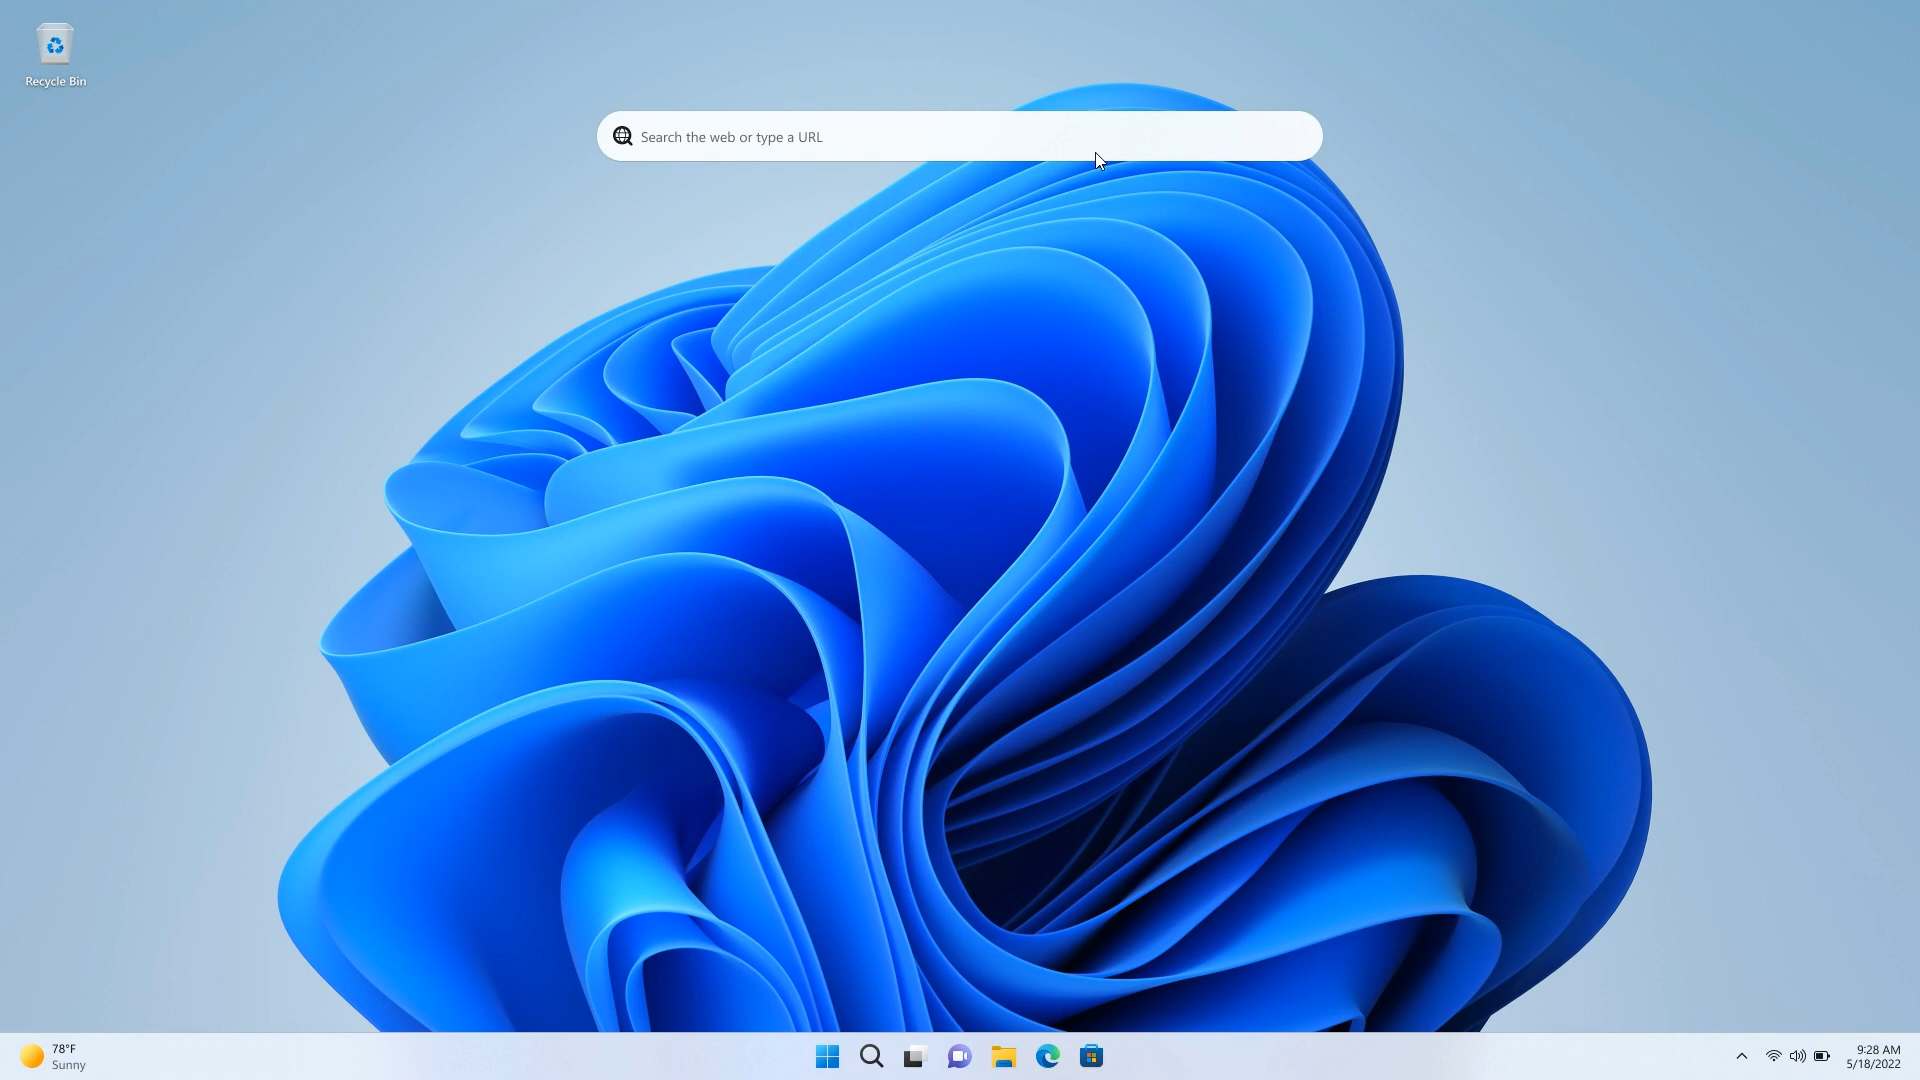 Recycle Bin
Search the web or type a URL
78°F
Sunny
9:28 AM
5/18/2022